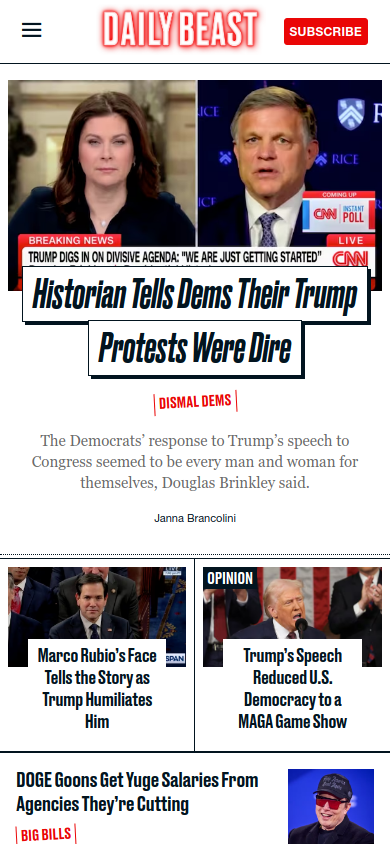 DAILY BEAST
SUBSCRIBE
RICE
RICE
COMING UP
CNN INSTANT POLL
BREAKING NEWS
LIVE
TRUMP DIGS IN ON DIVISIVE AGENDA: "WE ARE JUST GETTING STARTED"
CNN
Historian Tells Dems Their Trump
Protests Were Dire
DISMAL DEMS
The Democrats’ response to Trump’s speech to
Congress seemed to be every man and woman for
themselves, Douglas Brinkley said.
Janna Brancolini
LIVE
SPAN
Marco Rubio’s Face
Tells the Story as
Trump Humiliates
Him
OPINION
Trump’s Speech
Reduced U.S.
Democracy to a
MAGA Game Show
DOGE Goons Get Yuge Salaries From
Agencies They’re Cutting
BIG BILLS